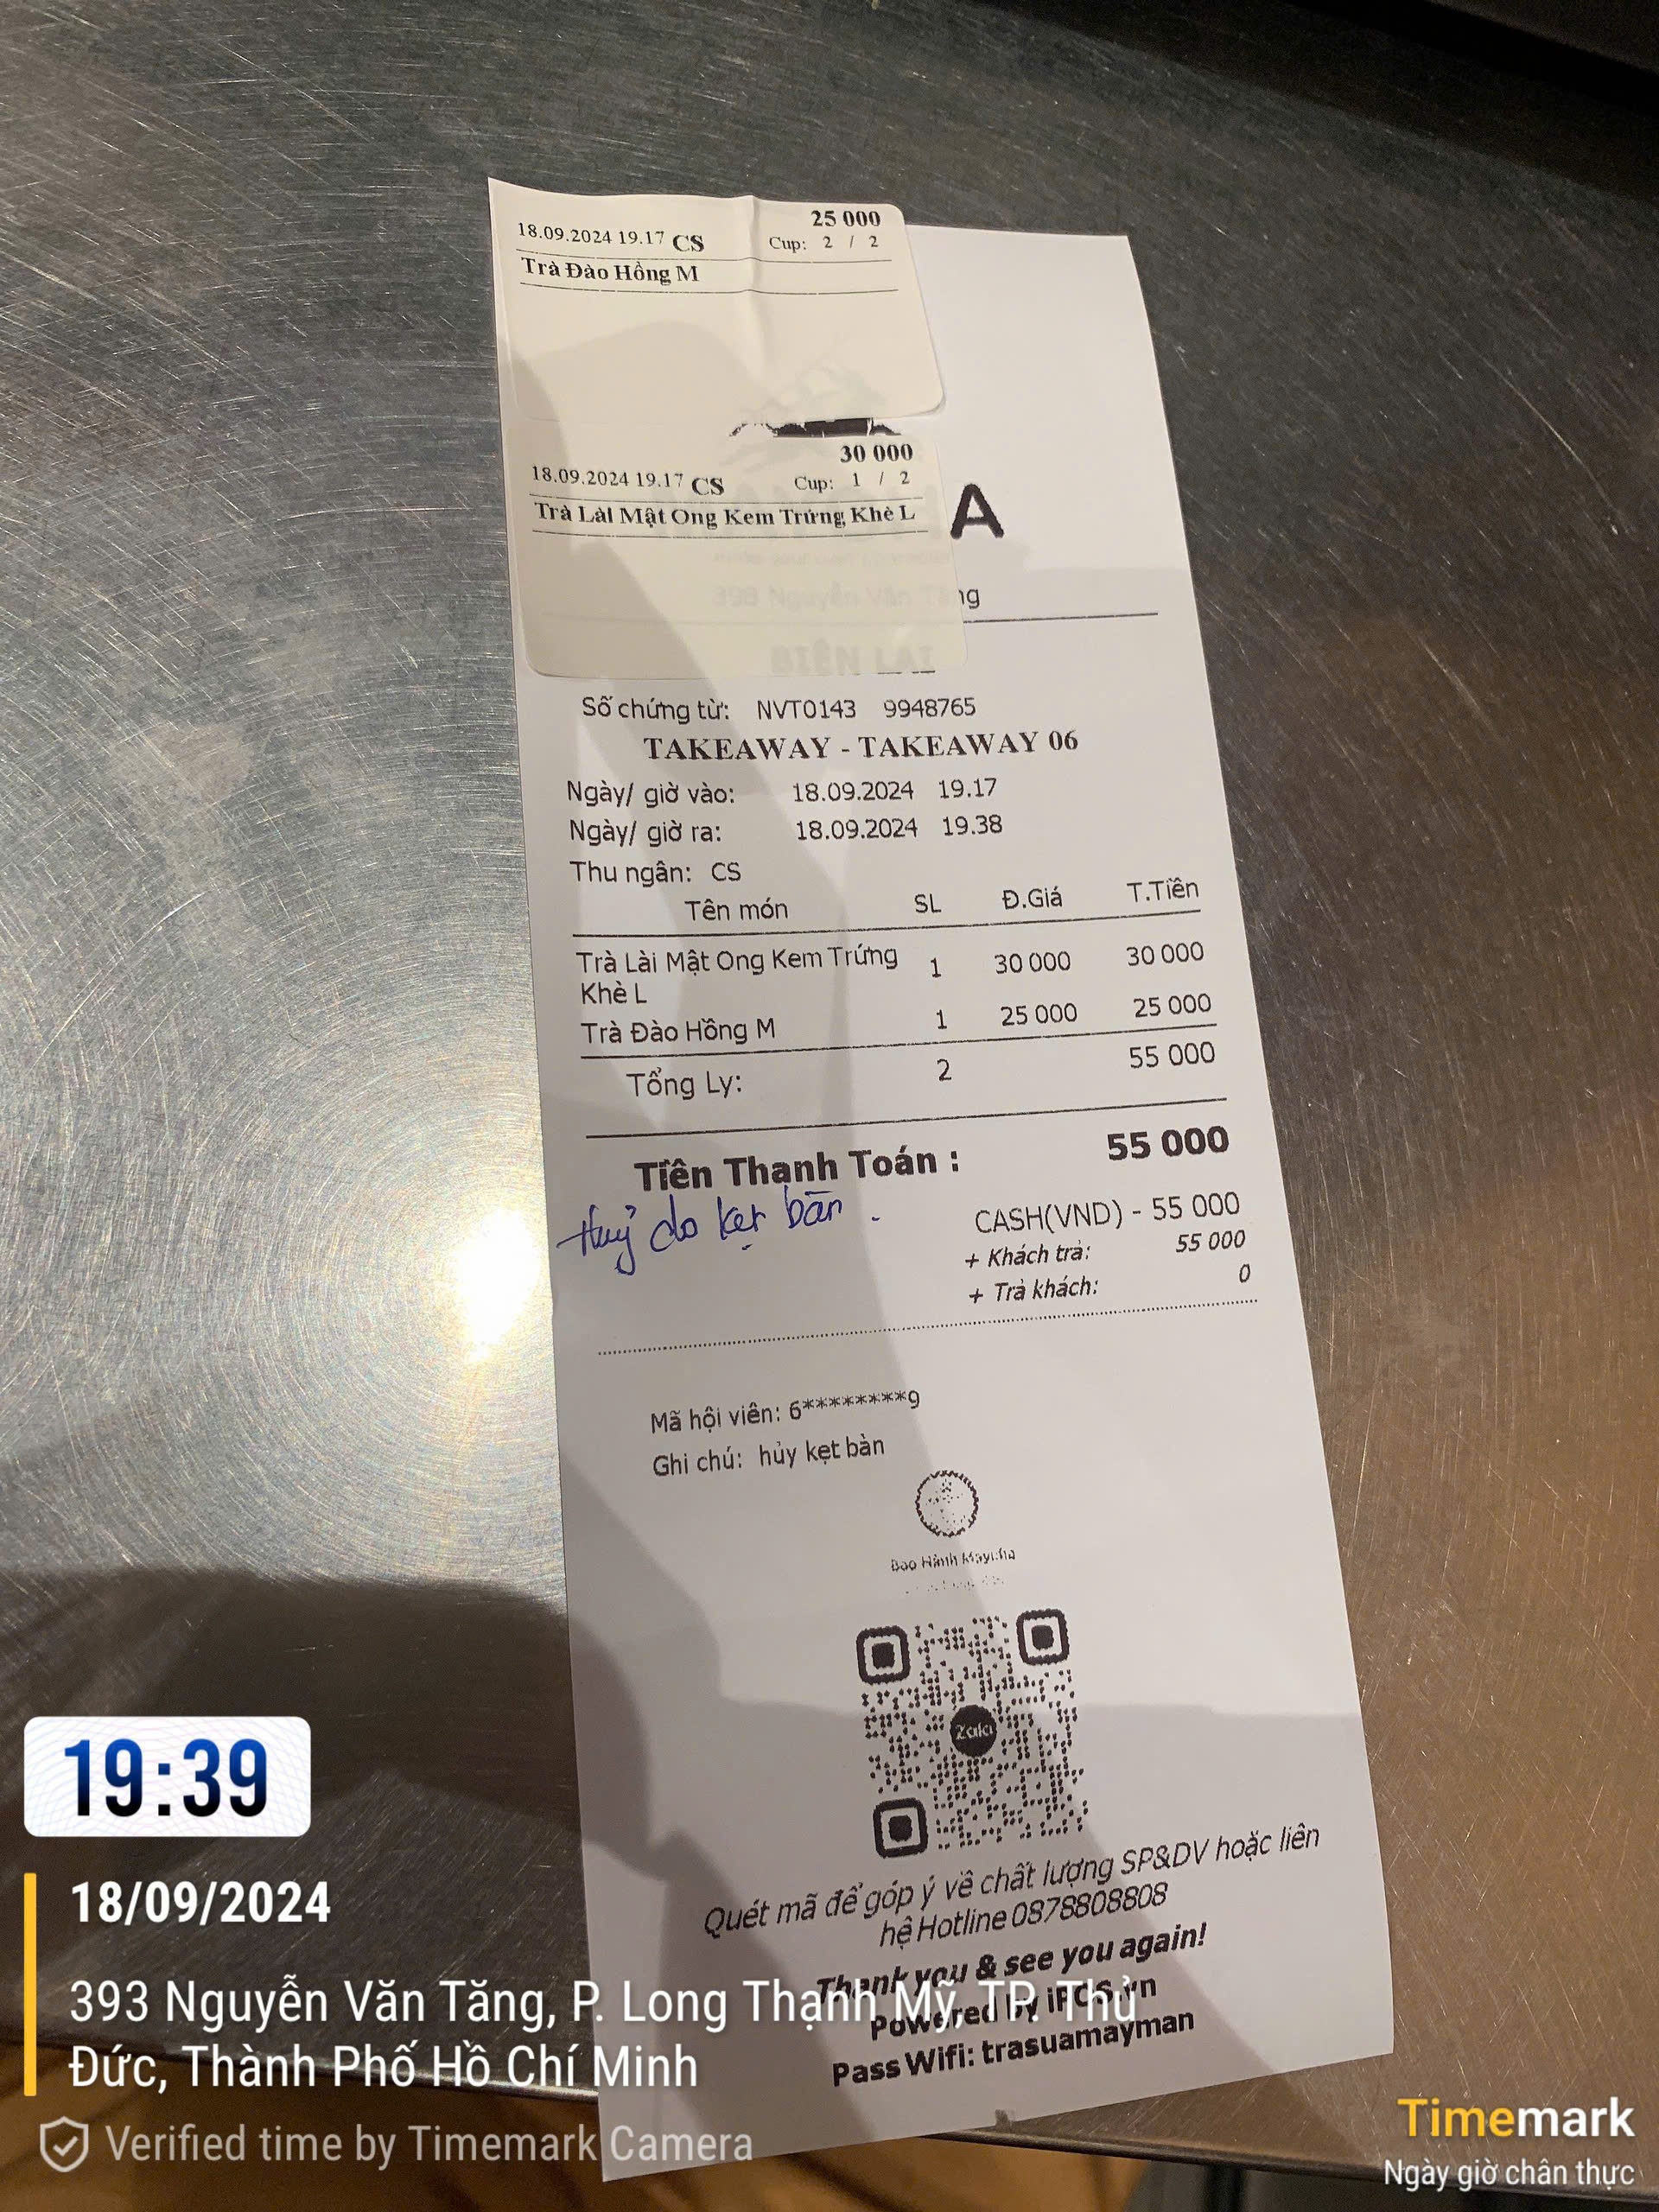 25 000
18.09.2024 19.17 CS Cup: 2 / 2
Trà Đào Hồng M
30 000
18.09.2024 19.17 CS Cup: 1 / 2
Trà Lài Mật Ong Kem Trứng Khè L
A
398 Nguyễn Văn Tăng
BIÊN LAI
Số chứng từ: NVT0143 9948765
TAKEAWAY - TAKEAWAY 06
Ngày/ giờ vào: 18.09.2024 19.17
Ngày/ giờ ra: 18.09.2024 19.38
Thu ngân: CS
Tên món SL Đ.Giá T.Tiền
Trà Lài Mật Ong Kem Trứng 1 30 000 30 000
Khè L
Trà Đào Hồng M 1 25 000 25 000
Tổng Ly: 2 55 000
Tiền Thanh Toán : 55 000
Huỷ do kẹt bàn.
CASH(VND) - 55 000
+ Khách trả: 55 000
+ Trả khách: 0
Mã hội viên: 6********9
Ghi chú: hủy kẹt bàn
Bảo Hành Maycha
Zalo
Quét mã để góp ý về chất lượng SP&DV hoặc liên
hệ Hotline 0878808808
Thank you & see you again!
Powered by iPOS.vn
Pass Wifi: trasuamayman
19:39
18/09/2024
393 Nguyễn Văn Tăng, P. Long Thạnh Mỹ, TP. Thủ
Đức, Thành Phố Hồ Chí Minh
Verified time by Timemark Camera
Timemark
Ngày giờ chân thực